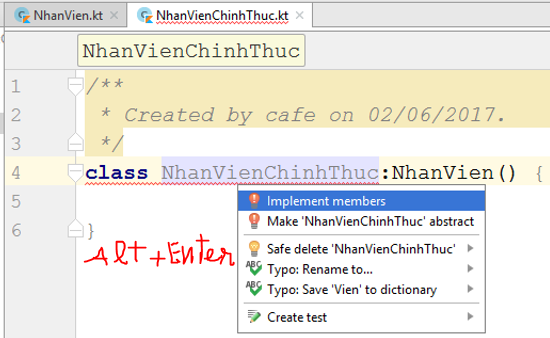 NhanVien.kt × NhanVienChinhThuc.kt ×
NhanVienChinhThuc
1 /**
2 * Created by cafe on 02/06/2017.
3 */
4 class NhanVienChinhThuc:NhanVien() {
5
6 }
Alt+Enter
Implement members
Make 'NhanVienChinhThuc' abstract
Safe delete 'NhanVienChinhThuc'
ABC Typo: Rename to...
ABC Typo: Save 'Vien' to dictionary
Create test